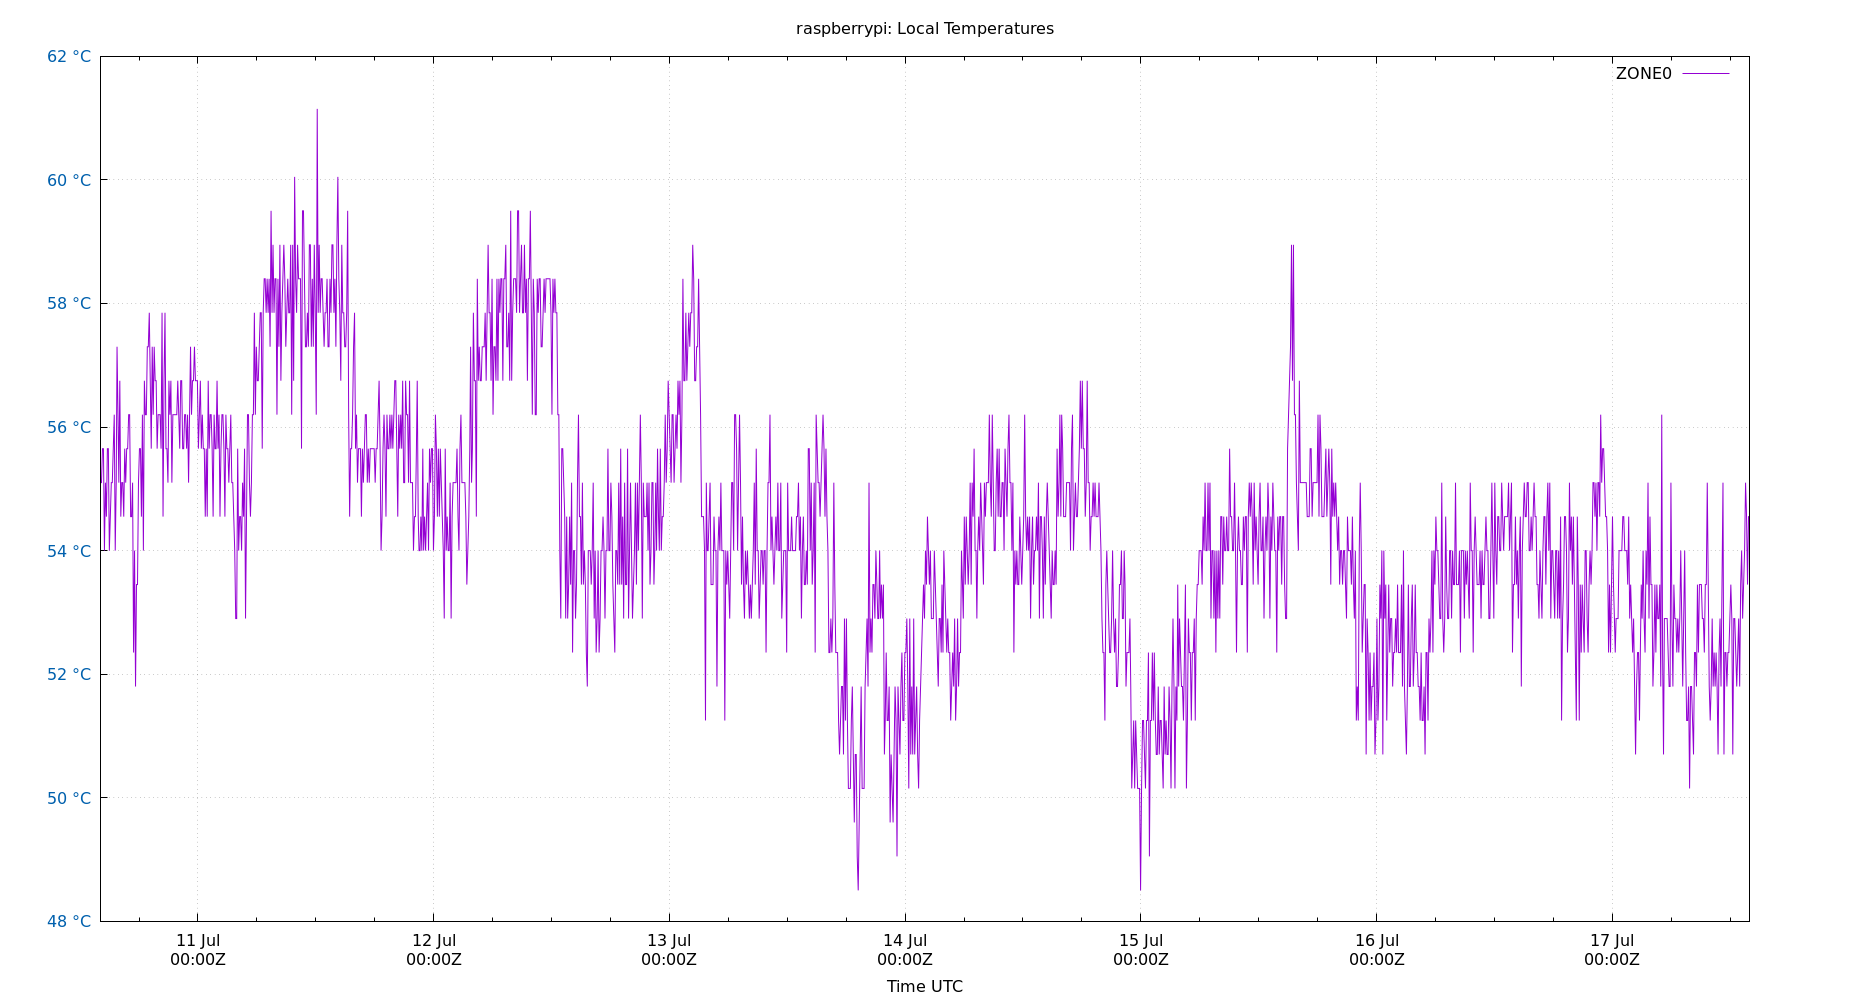 raspberrypi: Local Temperatures
62 °C
ZONE0
60 °C
58 °C
56 °C
54 °C
52 °C
50 °C
48 °C
11 Jul 12 Jul 13 Jul 14 Jul 15 Jul 16 Jul 17 Jul
00:00Z 00:00Z 00:00Z 00:00Z 00:00Z 00:00Z 00:00Z
Time UTC